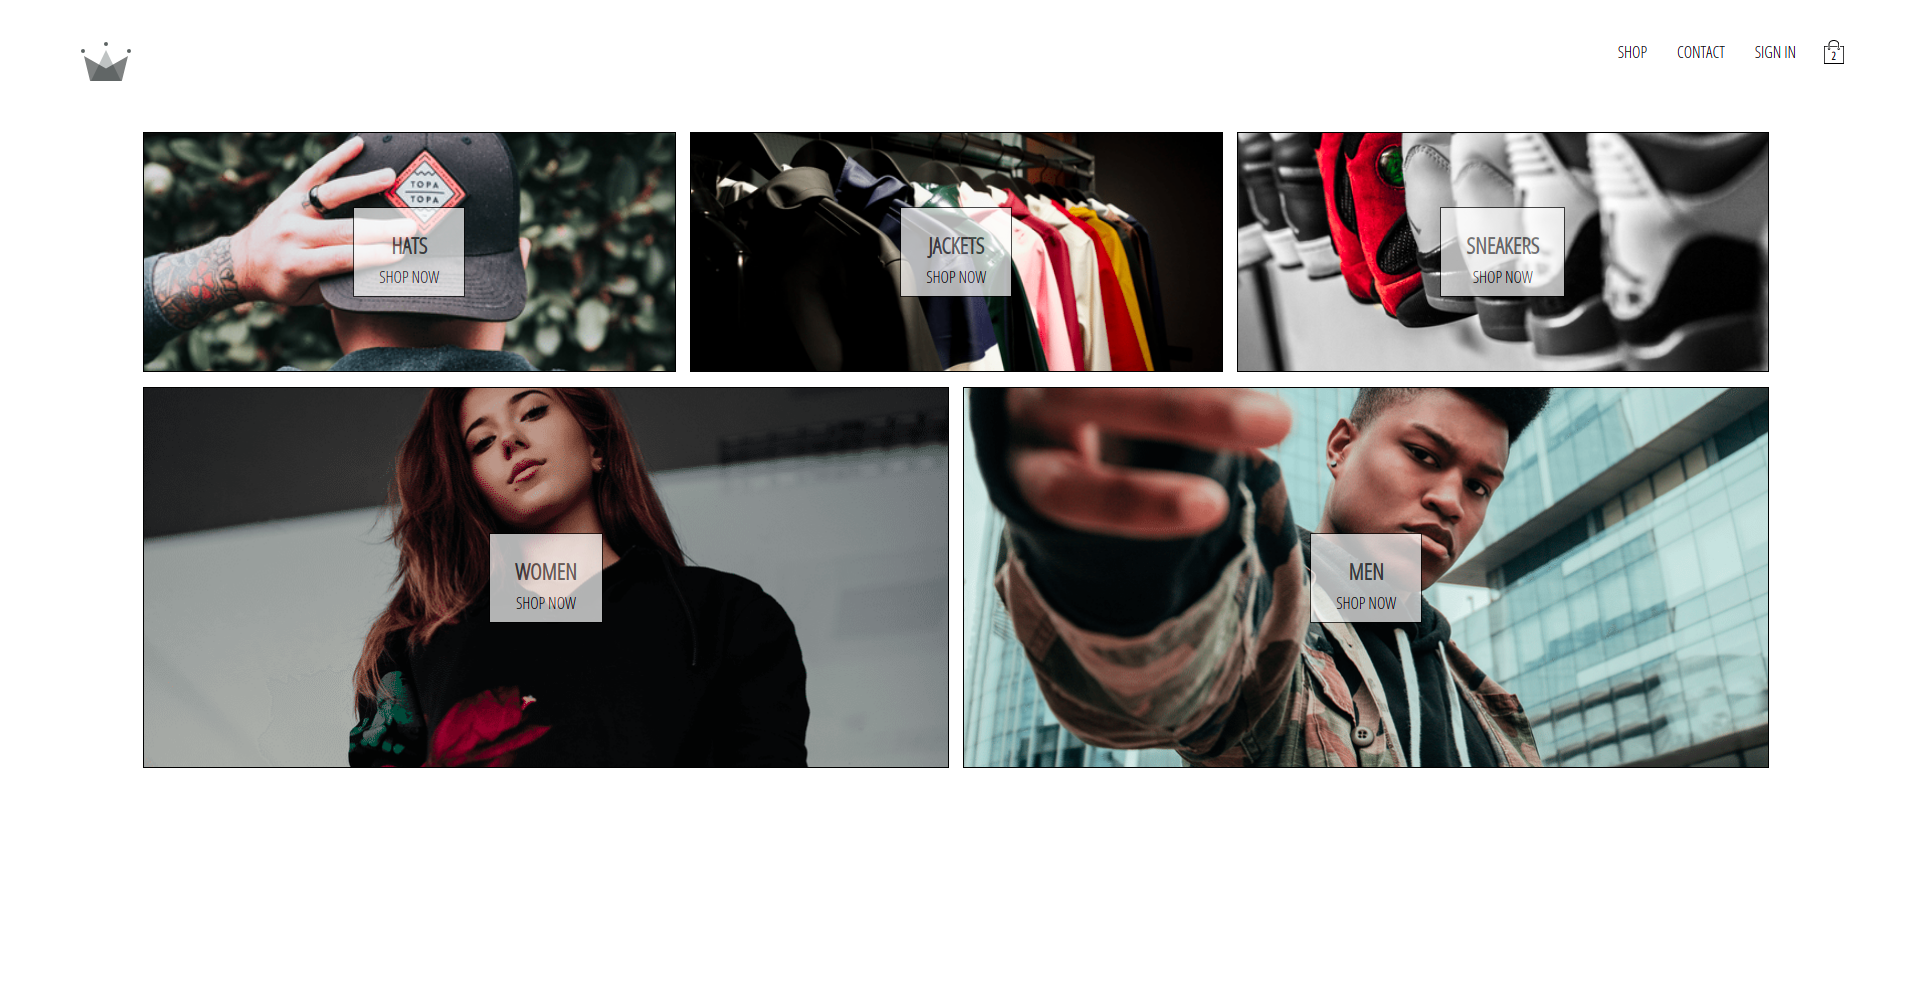 SHOP
CONTACT
SIGN IN
2
TOPA
TOPA
HATS
SHOP NOW
JACKETS
SHOP NOW
SNEAKERS
SHOP NOW
WOMEN
SHOP NOW
MEN
SHOP NOW